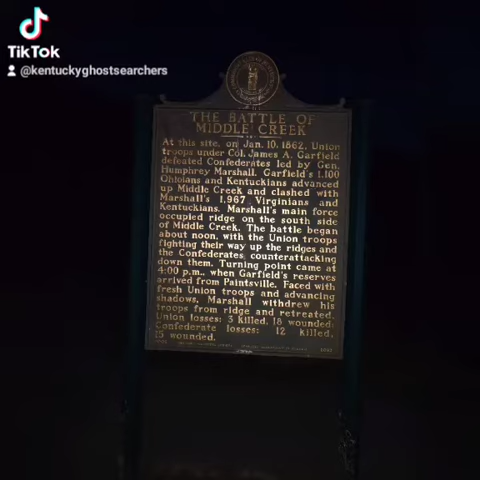 TikTok
@kentuckyghostsearchers
THE BATTLE OF
MIDDLE CREEK
At this site, on Jan. 10, 1862, Union
troops under Col. James A. Garfield
defeated Confederates led by Gen.
Humphrey Marshall. Garfield's 1,100
Ohioians and Kentuckians advanced
up Middle Creek and clashed with
Marshall's 1,967 Virginians and
Kentuckians. Marshall's main force
occupied ridge on the south side
of Middle Creek. The battle began
about noon, with the Union troops
fighting their way up the ridges and
the Confederates counterattacking
down them. Turning point came at
4:00 p.m., when Garfield's reserves
arrived from Paintsville. Faced with
fresh Union troops and advancing
shadows, Marshall withdrew his
troops from ridge and retreated.
Union losses: 3 killed, 18 wounded;
Confederate losses: 12 killed,
15 wounded.